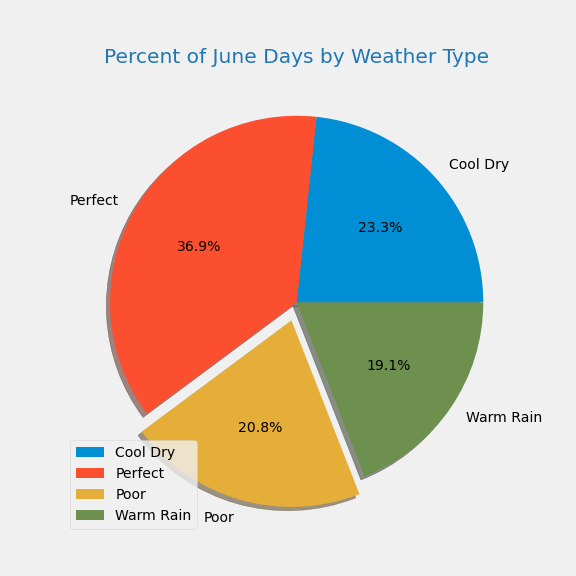 Percent of June Days by Weather Type
Cool Dry
Perfect
23.3%
36.9%
19.1%
Warm Rain
20.8%
Poor
Cool Dry
Perfect
Poor
Warm Rain